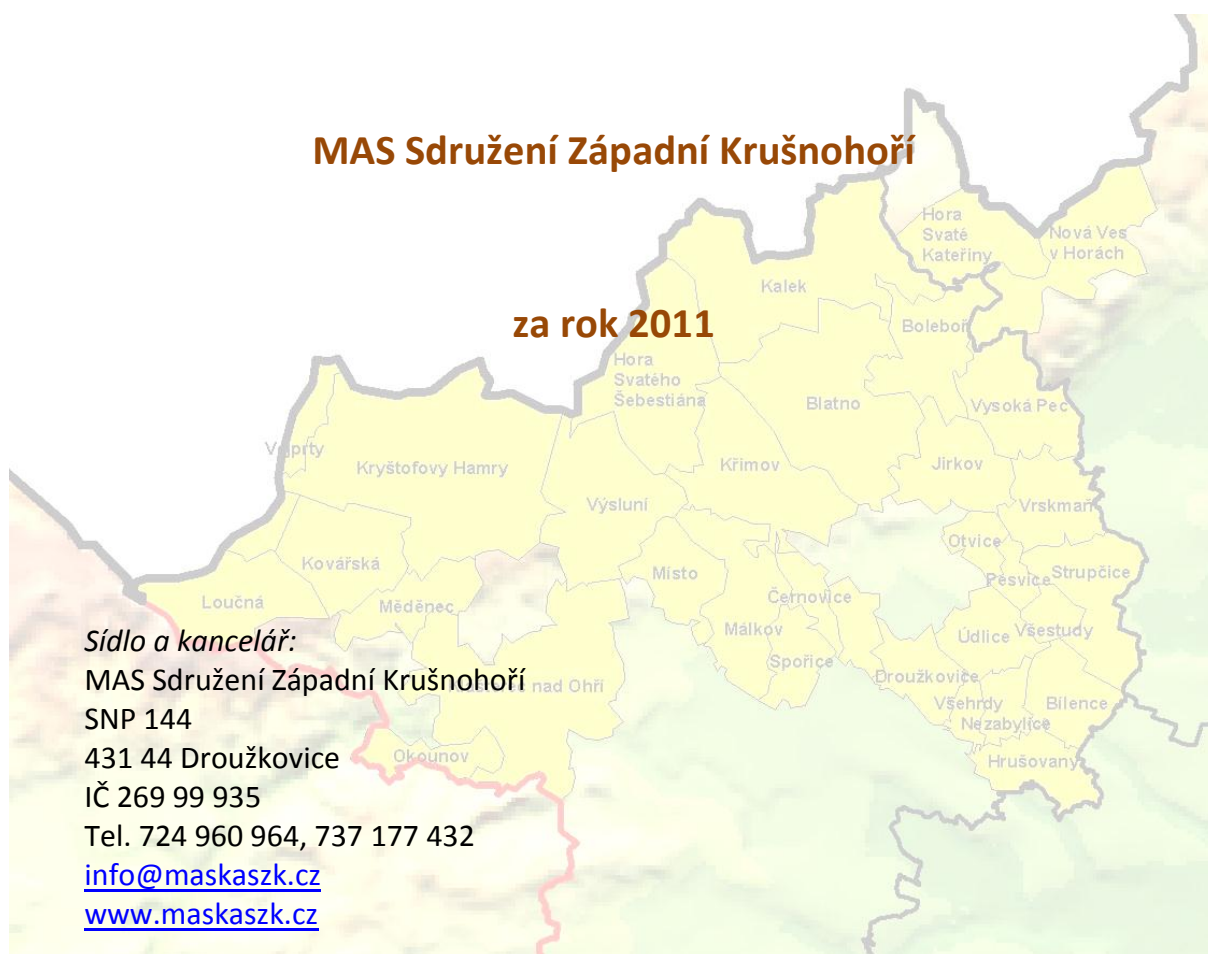 MAS Sdružení Západní Krušnohoří
za rok 2011
Hora
Svaté
Kateřiny
Nová Ves
v Horách
Kalek
Boleboř
Hora
Svatého
Šebestiána
Blatno
Vysoká Pec
Vejprty
Kryštofovy Hamry
Křimov
Jirkov
Výsluní
Vrskmaň
Otvice
Kovářská
Místo
Pesvice
Strupčice
Loučná
Měděnec
Černovice
Málkov
Údlice
Všestudy
Spořice
Droužkovice
nad Ohří
Všehrdy
Bílence
Nezabylice
Okounov
Hrušovany
Sídlo a kancelář:
MAS Sdružení Západní Krušnohoří
SNP 144
431 44 Droužkovice
IČ 269 99 935
Tel. 724 960 964, 737 177 432
info@maskaszk.cz
www.maskaszk.cz